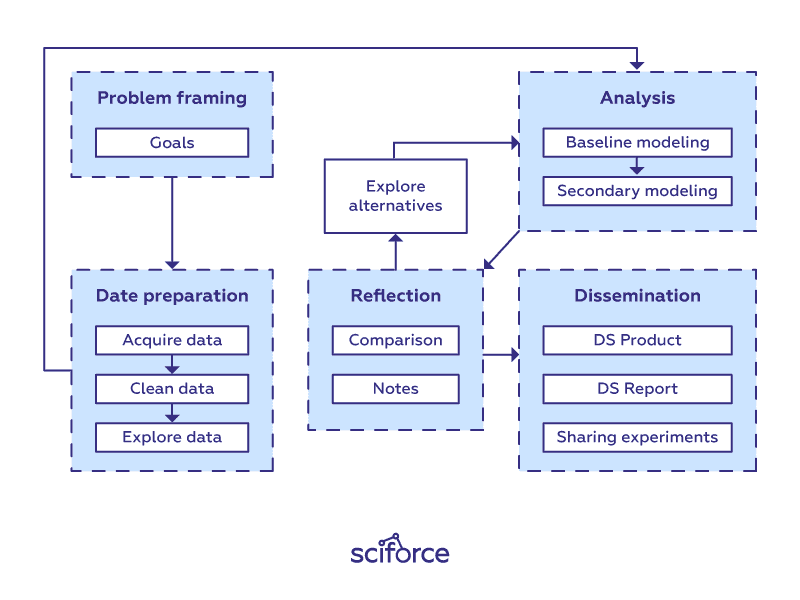 Problem framing
Goals
Date preparation
Acquire data
Clean data
Explore data
Explore
alternatives
Reflection
Comparison
Notes
Analysis
Baseline modeling
Secondary modeling
Dissemination
DS Product
DS Report
Sharing experiments
sciforce